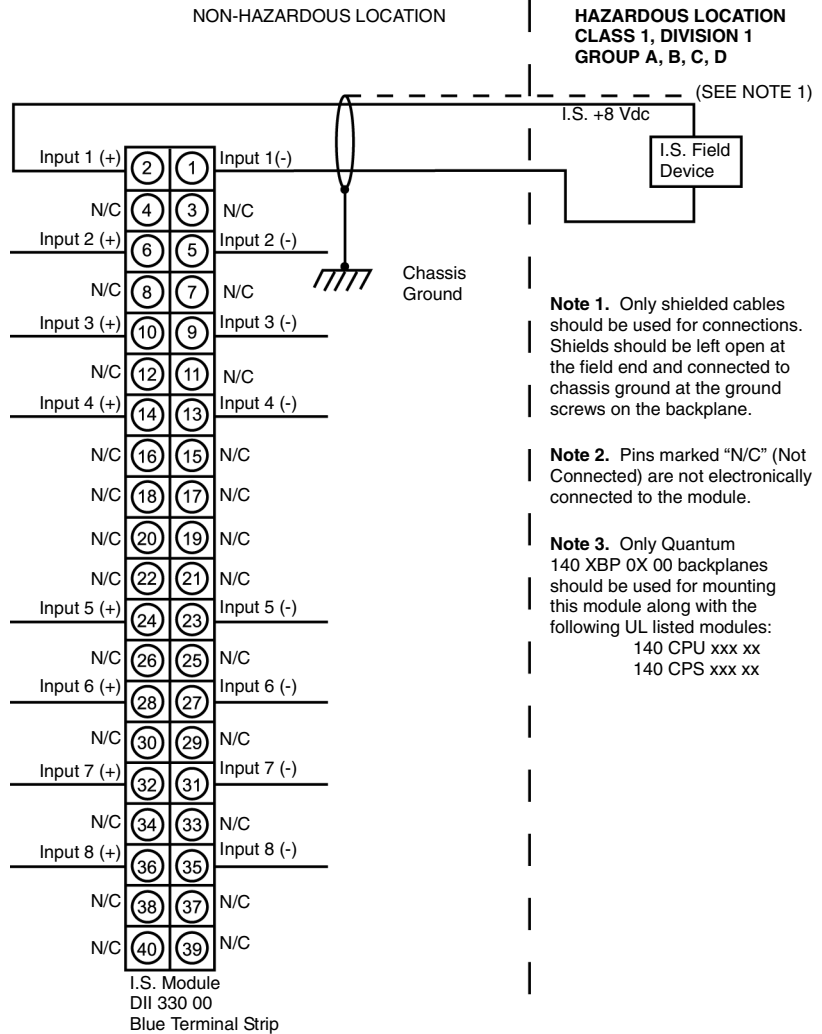 NON-HAZARDOUS LOCATION
HAZARDOUS LOCATION
CLASS 1, DIVISION 1
GROUP A, B, C, D
(SEE NOTE 1)
I.S. +8 Vdc
I.S. Field
Device
Input 1 (+) 2 1 Input 1(-)
N/C 4 3 N/C
Input 2 (+) 6 5 Input 2 (-)
N/C 8 7 N/C
Input 3 (+) 10 9 Input 3 (-)
N/C 12 11 N/C
Input 4 (+) 14 13 Input 4 (-)
N/C 16 15 N/C
N/C 18 17 N/C
N/C 20 19 N/C
N/C 22 21 N/C
Input 5 (+) 24 23 Input 5 (-)
N/C 26 25 N/C
Input 6 (+) 28 27 Input 6 (-)
N/C 30 29 N/C
Input 7 (+) 32 31 Input 7 (-)
N/C 34 33 N/C
Input 8 (+) 36 35 Input 8 (-)
N/C 38 37 N/C
N/C 40 39 N/C
I.S. Module
DII 330 00
Blue Terminal Strip
Chassis
Ground
Note 1. Only shielded cables
should be used for connections.
Shields should be left open at
the field end and connected to
chassis ground at the ground
screws on the backplane.
Note 2. Pins marked “N/C” (Not
Connected) are not electronically
connected to the module.
Note 3. Only Quantum
140 XBP 0X 00 backplanes
should be used for mounting
this module along with the
following UL listed modules:
140 CPU xxx xx
140 CPS xxx xx